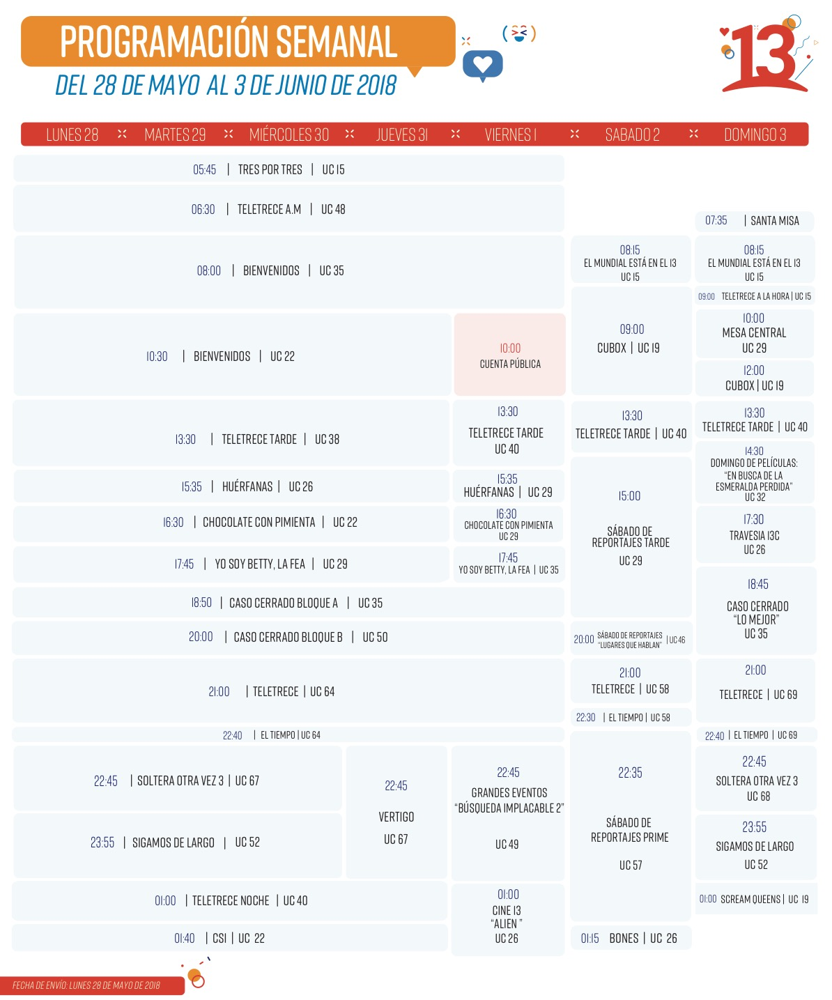 PROGRAMACIÓN SEMANAL
DEL 28 DE MAYO AL 3 DE JUNIO DE 2018
13
LUNES 28 MARTES 29 MIÉRCOLES 30 JUEVES 31 VIERNES 1 SABADO 2 DOMINGO 3
05:45 | TRES POR TRES | UC 15
06:30 | TELETRECE A.M | UC 48
08:00 | BIENVENIDOS | UC 35
10:30 | BIENVENIDOS | UC 22
13:30 | TELETRECE TARDE | UC 38
15:35 | HUÉRFANAS | UC 26
16:30 | CHOCOLATE CON PIMIENTA | UC 22
17:45 | YO SOY BETTY, LA FEA | UC 29
18:50 | CASO CERRADO BLOQUE A | UC 35
20:00 | CASO CERRADO BLOQUE B | UC 50
21:00 | TELETRECE | UC 64
22:40 | EL TIEMPO | UC 64
22:45 | SOLTERA OTRA VEZ 3 | UC 67
23:55 | SIGAMOS DE LARGO | UC 52
01:00 | TELETRECE NOCHE | UC 40
01:40 | CSI | UC 22
22:45
VERTIGO
UC 67
10:00
CUENTA PÚBLICA
13:30
TELETRECE TARDE
UC 40
15:35
HUÉRFANAS | UC 29
16:30
CHOCOLATE CON PIMIENTA
UC 29
17:45
YO SOY BETTY, LA FEA | UC 35
22:45
GRANDES EVENTOS
“BÚSQUEDA IMPLACABLE 2”
UC 49
01:00
CINE 13
“ALIEN ”
UC 26
08:15
EL MUNDIAL ESTÁ EN EL 13
UC 15
09:00
CUBOX | UC 19
13:30
TELETRECE TARDE | UC 40
15:00
SÁBADO DE
REPORTAJES TARDE
UC 29
20:00 SÁBADO DE REPORTAJES
“LUGARES QUE HABLAN” | UC 46
21:00
TELETRECE | UC 58
22:30 | EL TIEMPO | UC 58
22:35
SÁBADO DE
REPORTAJES PRIME
UC 57
01:15 BONES | UC 26
07:35 | SANTA MISA
08:15
EL MUNDIAL ESTÁ EN EL 13
UC 15
09:00 TELETRECE A LA HORA | UC 15
10:00
MESA CENTRAL
UC 29
12:00
CUBOX | UC 19
13:30
TELETRECE TARDE | UC 40
14:30
DOMINGO DE PELÍCULAS:
“EN BUSCA DE LA
ESMERALDA PERDIDA”
UC 32
17:30
TRAVESIA 13C
UC 26
18:45
CASO CERRADO
“LO MEJOR”
UC 35
21:00
TELETRECE | UC 69
22:40 | EL TIEMPO | UC 69
22:45
SOLTERA OTRA VEZ 3
UC 68
23:55
SIGAMOS DE LARGO
UC 52
01:00 SCREAM QUEENS | UC 19
FECHA DE ENVÍO: LUNES 28 DE MAYO DE 2018